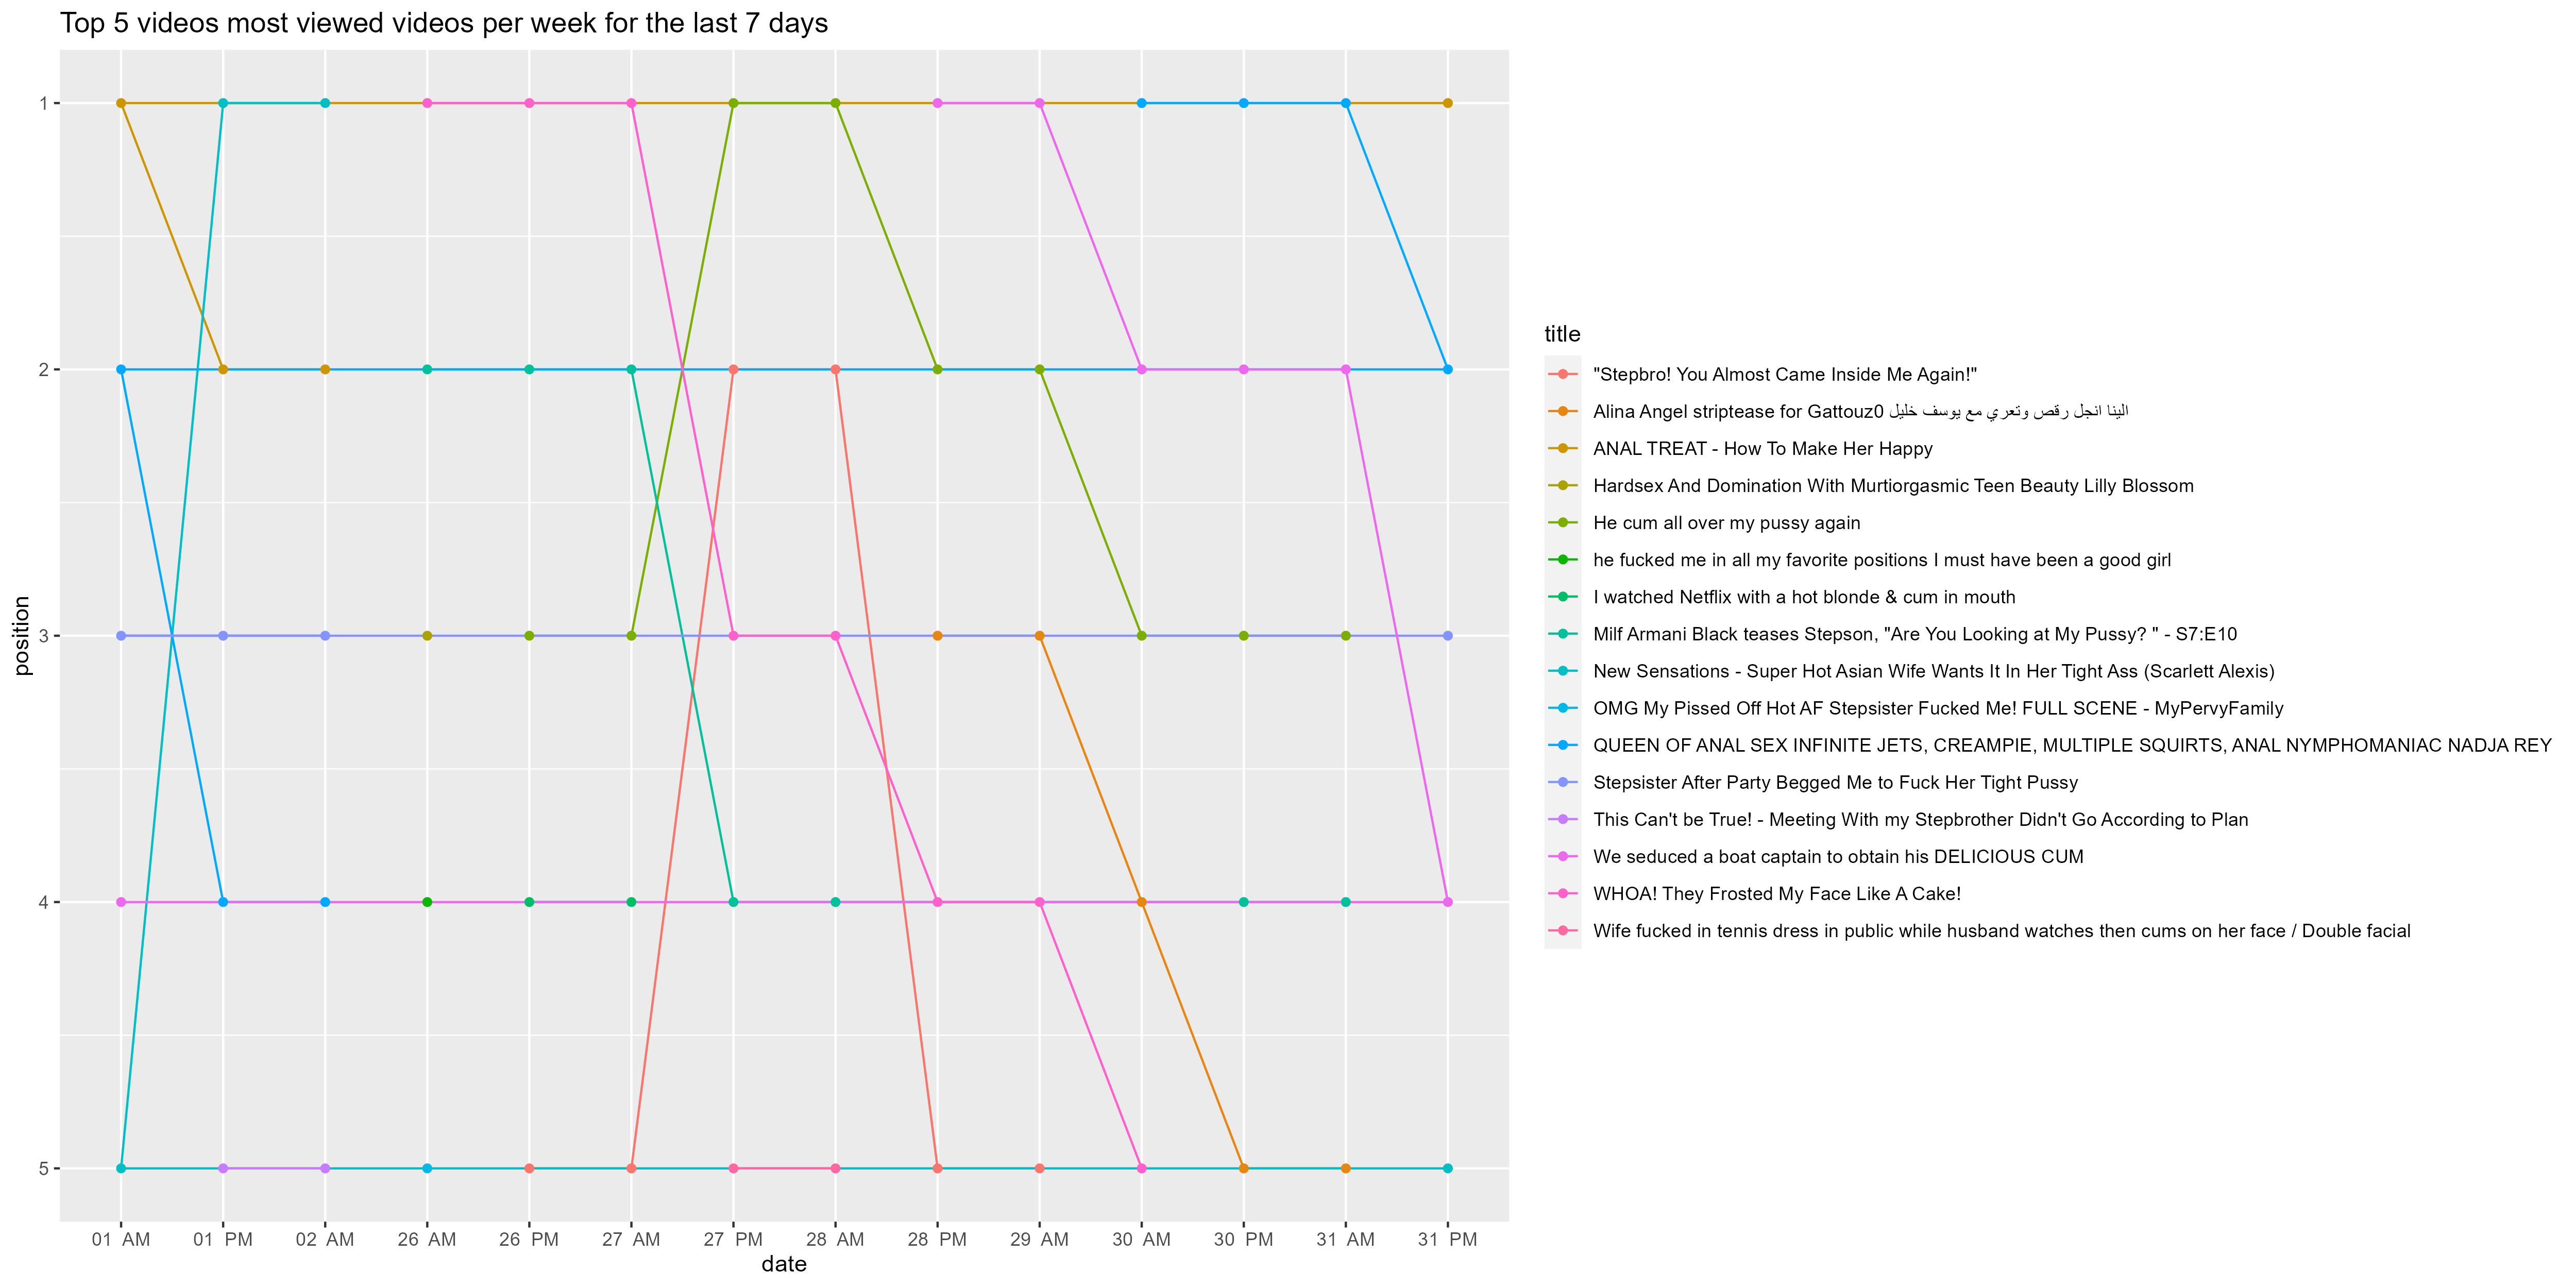 Top 5 videos most viewed videos per week for the last 7 days
position
1
2
3
4
5
01 AM
01 PM
02 AM
26 AM
26 PM
27 AM
27 PM
28 AM
28 PM
29 AM
30 AM
30 PM
31 AM
31 PM
date
title
"Stepbro! You Almost Came Inside Me Again!"
Alina Angel striptease for Gattouz0 الينا انجل رقص وتعري مع يوسف خليل
ANAL TREAT - How To Make Her Happy
Hardsex And Domination With Murtiorgasmic Teen Beauty Lilly Blossom
He cum all over my pussy again
he fucked me in all my favorite positions I must have been a good girl
I watched Netflix with a hot blonde & cum in mouth
Milf Armani Black teases Stepson, "Are You Looking at My Pussy? " - S7:E10
New Sensations - Super Hot Asian Wife Wants It In Her Tight Ass (Scarlett Alexis)
OMG My Pissed Off Hot AF Stepsister Fucked Me! FULL SCENE - MyPervyFamily
QUEEN OF ANAL SEX INFINITE JETS, CREAMPIE, MULTIPLE SQUIRTS, ANAL NYMPHOMANIAC NADJA REY
Stepsister After Party Begged Me to Fuck Her Tight Pussy
This Can't be True! - Meeting With my Stepbrother Didn't Go According to Plan
We seduced a boat captain to obtain his DELICIOUS CUM
WHOA! They Frosted My Face Like A Cake!
Wife fucked in tennis dress in public while husband watches then cums on her face / Double facial